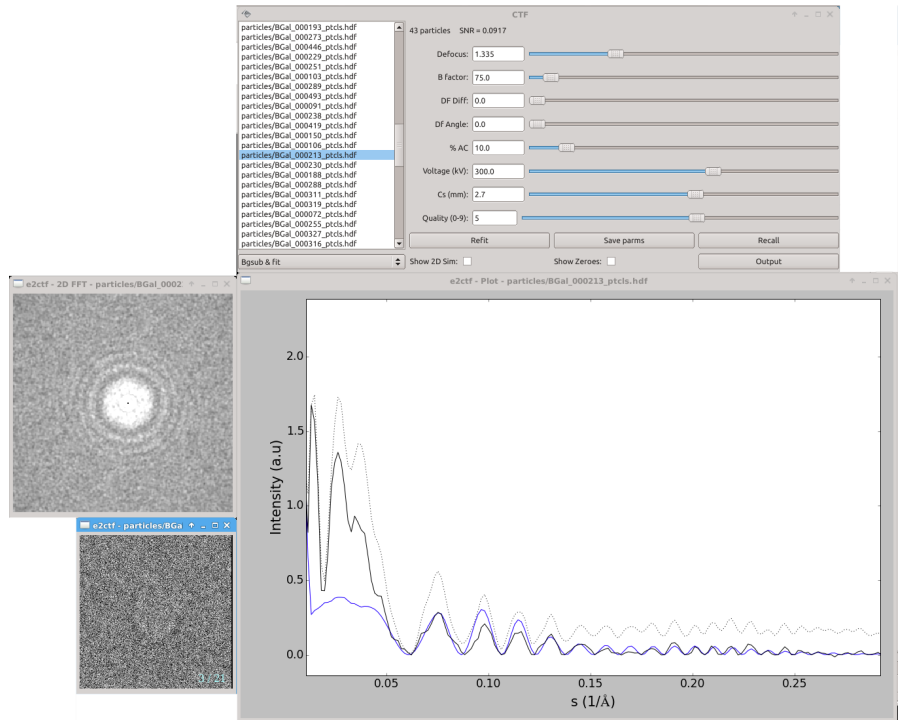 CTF
particles/BGal_000193_ptcls.hdf
particles/BGal_000273_ptcls.hdf
particles/BGal_000446_ptcls.hdf
particles/BGal_000229_ptcls.hdf
particles/BGal_000251_ptcls.hdf
particles/BGal_000103_ptcls.hdf
particles/BGal_000289_ptcls.hdf
particles/BGal_000493_ptcls.hdf
particles/BGal_000091_ptcls.hdf
particles/BGal_000238_ptcls.hdf
particles/BGal_000419_ptcls.hdf
particles/BGal_000150_ptcls.hdf
particles/BGal_000106_ptcls.hdf
particles/BGal_000213_ptcls.hdf
particles/BGal_000230_ptcls.hdf
particles/BGal_000188_ptcls.hdf
particles/BGal_000288_ptcls.hdf
particles/BGal_000311_ptcls.hdf
particles/BGal_000319_ptcls.hdf
particles/BGal_000072_ptcls.hdf
particles/BGal_000255_ptcls.hdf
particles/BGal_000327_ptcls.hdf
particles/BGal_000316_ptcls.hdf
Bgsub & fit
43 particles SNR = 0.0917
Defocus: 1.335
B factor: 75.0
DF Diff: 0.0
Df Angle: 0.0
% AC 10.0
Voltage (kV): 300.0
Cs (mm): 2.7
Quality (0-9): 5
Refit Save parms Recall
Show 2D Sim: Show Zeroes: Output
e2ctf - 2D FFT - particles/BGal_0002
e2ctf - particles/BGa
e2ctf - Plot - particles/BGal_000213_ptcls.hdf
2.0
1.5
1.0
0.5
0.0
Intensity (a.u)
0.05 0.10 0.15 0.20 0.25
s (1/Å)